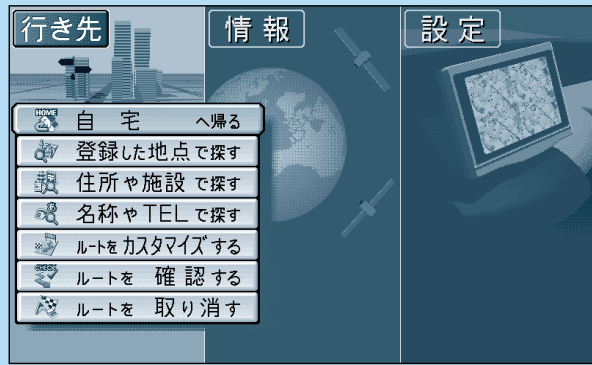 行き先
情報
設定
HOME
自宅 へ帰る
登録した地点で探す
住所や施設で探す
名称やTELで探す
ルートをカスタマイズする
CHECK
ルートを 確認する
ルートを 取り消す